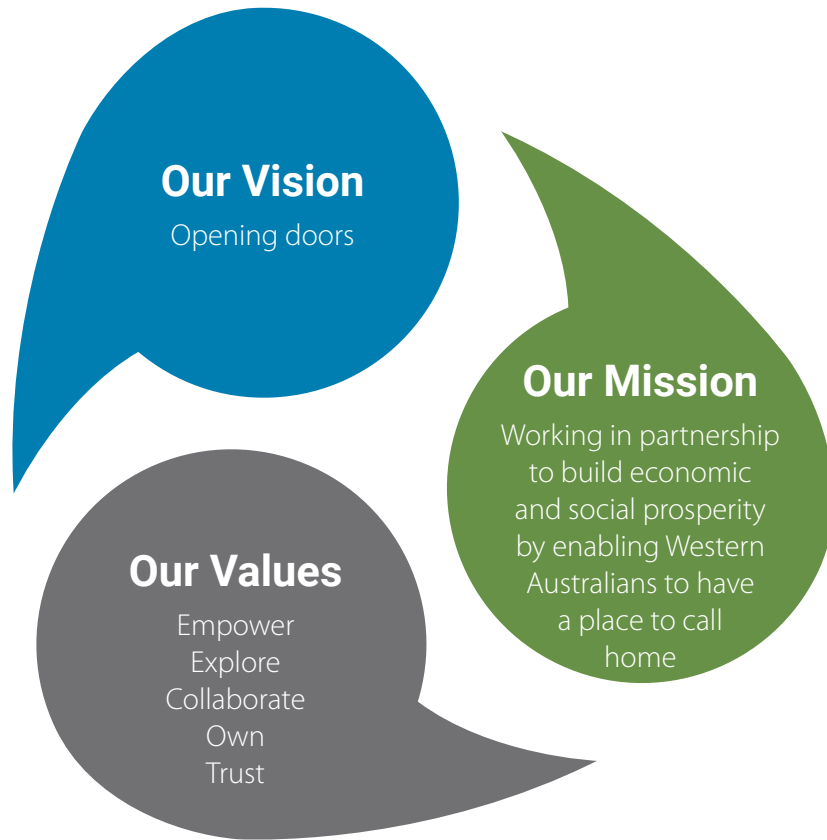 Our Vision
Opening doors
Our Mission
Working in partnership
to build economic
and social prosperity
by enabling Western
Australians to have
a place to call
home
Our Values
Empower
Explore
Collaborate
Own
Trust